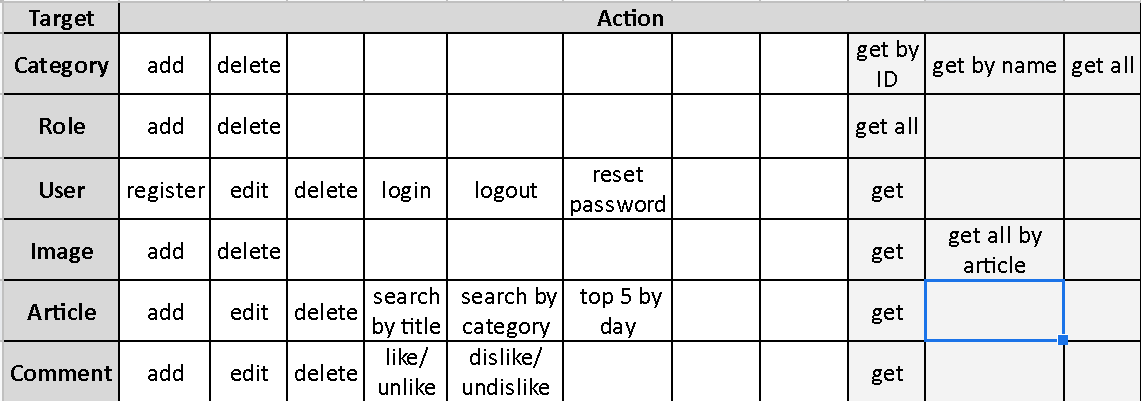 Target Action
Category add delete get by ID get by name get all
Role add delete get all
User register edit delete login logout reset password get
Image add delete get get all by article
Article add edit delete search by title search by category top 5 by day get
Comment add edit delete like/ unlike dislike/ undislike get